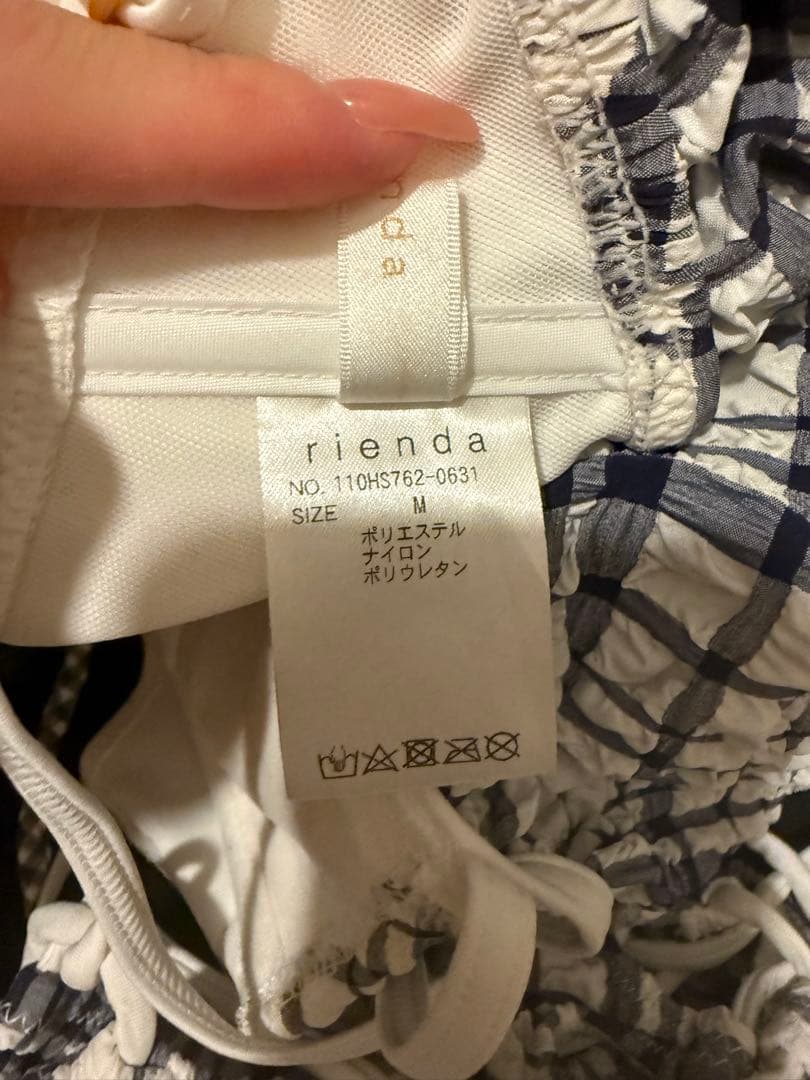 nda
rienda
NO. 110HS762-0631
SIZE M
ポリエステル
ナイロン
ポリウレタン